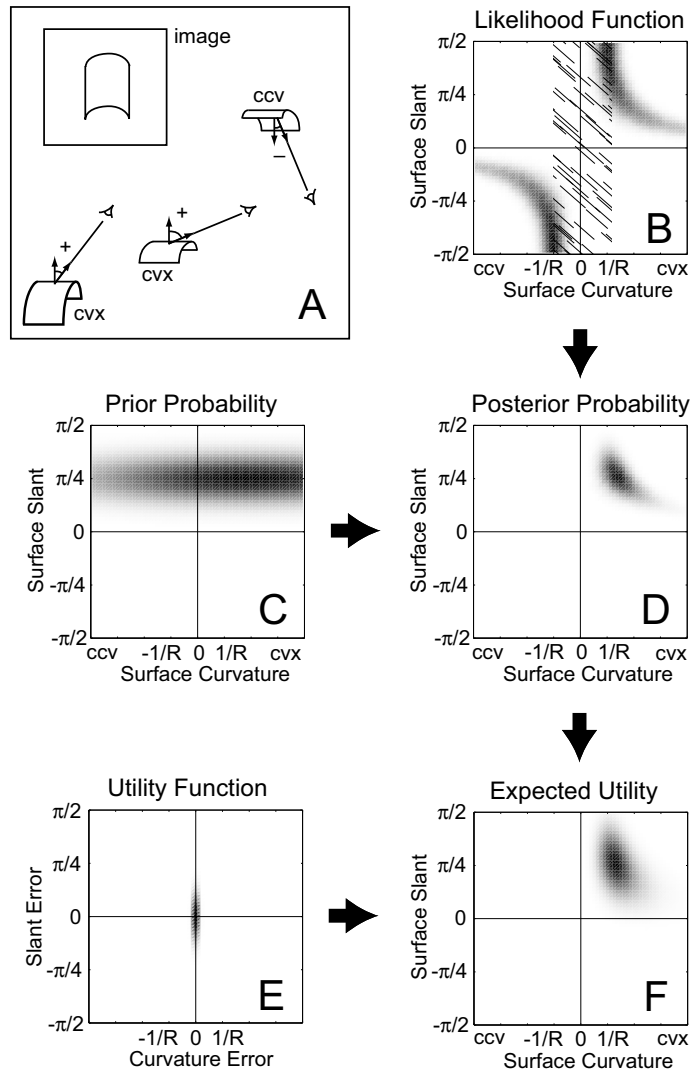 image
ccv
−
+
cvx
+
cvx
A
Likelihood Function
Surface Slant
π/2
π/4
0
-π/4
-π/2
B
ccv -1/R 0 1/R cvx
Surface Curvature
Prior Probability
Surface Slant
π/2
π/4
0
-π/4
-π/2
C
ccv -1/R 0 1/R cvx
Surface Curvature
Posterior Probability
Surface Slant
π/2
π/4
0
-π/4
-π/2
D
ccv -1/R 0 1/R cvx
Surface Curvature
Utility Function
Slant Error
π/2
π/4
0
-π/4
-π/2
E
-1/R 0 1/R
Curvature Error
Expected Utility
Surface Slant
π/2
π/4
0
-π/4
-π/2
F
ccv -1/R 0 1/R cvx
Surface Curvature